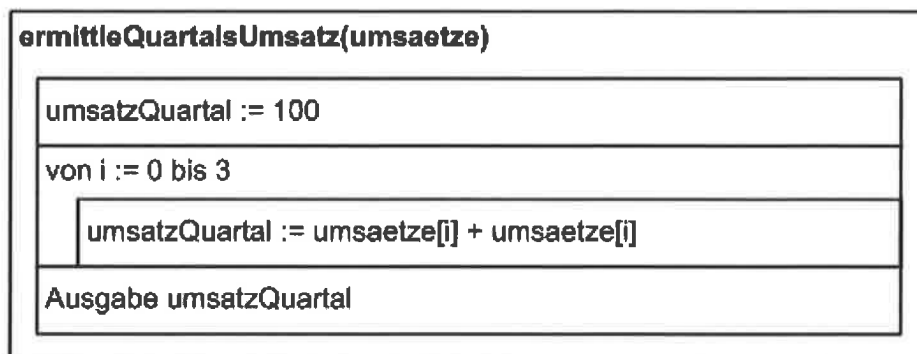 ermittleQuartalsUmsatz(umsaetze)
umsatzQuartal := 100
von i := 0 bis 3
umsatzQuartal := umsaetze[i] + umsaetze[i]
Ausgabe umsatzQuartal